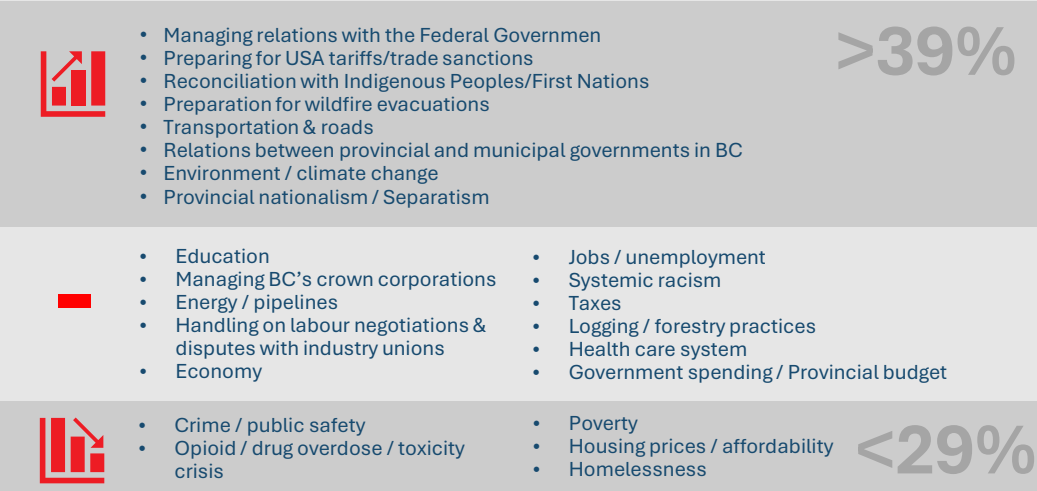 • Managing relations with the Federal Governmen
• Preparing for USA tariffs/trade sanctions
• Reconciliation with Indigenous Peoples/First Nations
• Preparation for wildfire evacuations
• Transportation & roads
• Relations between provincial and municipal governments in BC
• Environment / climate change
• Provincial nationalism / Separatism
>39%
• Education
• Managing BC's crown corporations
• Energy / pipelines
• Handling on labour negotiations &
disputes with industry unions
• Economy
• Jobs / unemployment
• Systemic racism
• Taxes
• Logging / forestry practices
• Health care system
• Government spending / Provincial budget
• Crime / public safety
• Opioid / drug overdose / toxicity
crisis
• Poverty
• Housing prices / affordability
• Homelessness
<29%